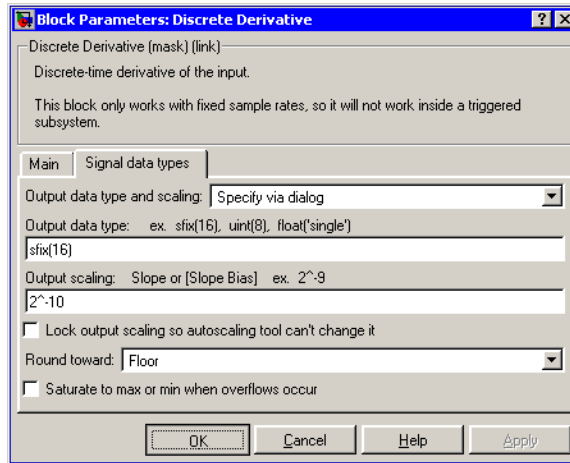 Block Parameters: Discrete Derivative
Discrete Derivative (mask) (link)
Discrete-time derivative of the input.
This block only works with fixed sample rates, so it will not work inside a triggered
subsystem.
Main Signal data types
Output data type and scaling: Specify via dialog
Output data type: ex. sfix(16), uint(8), float('single')
sfix(16)
Output scaling: Slope or [Slope Bias] ex. 2^-9
2^-10
Lock output scaling so autoscaling tool can't change it
Round toward: Floor
Saturate to max or min when overflows occur
OK Cancel Help Apply